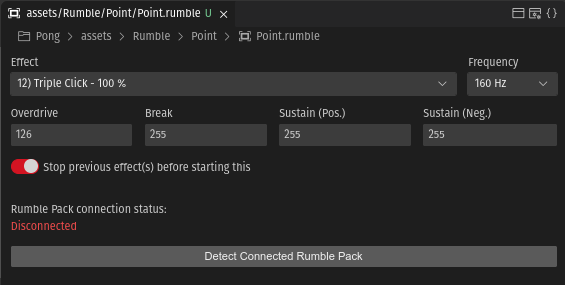 assets/Rumble/Point/Point.rumble U
Pong > assets > Rumble > Point > Point.rumble
Effect Frequency
12) Triple Click - 100 % 160 Hz
Overdrive Break Sustain (Pos.) Sustain (Neg.)
126 255 255 255
Stop previous effect(s) before starting this
Rumble Pack connection status:
Disconnected
Detect Connected Rumble Pack